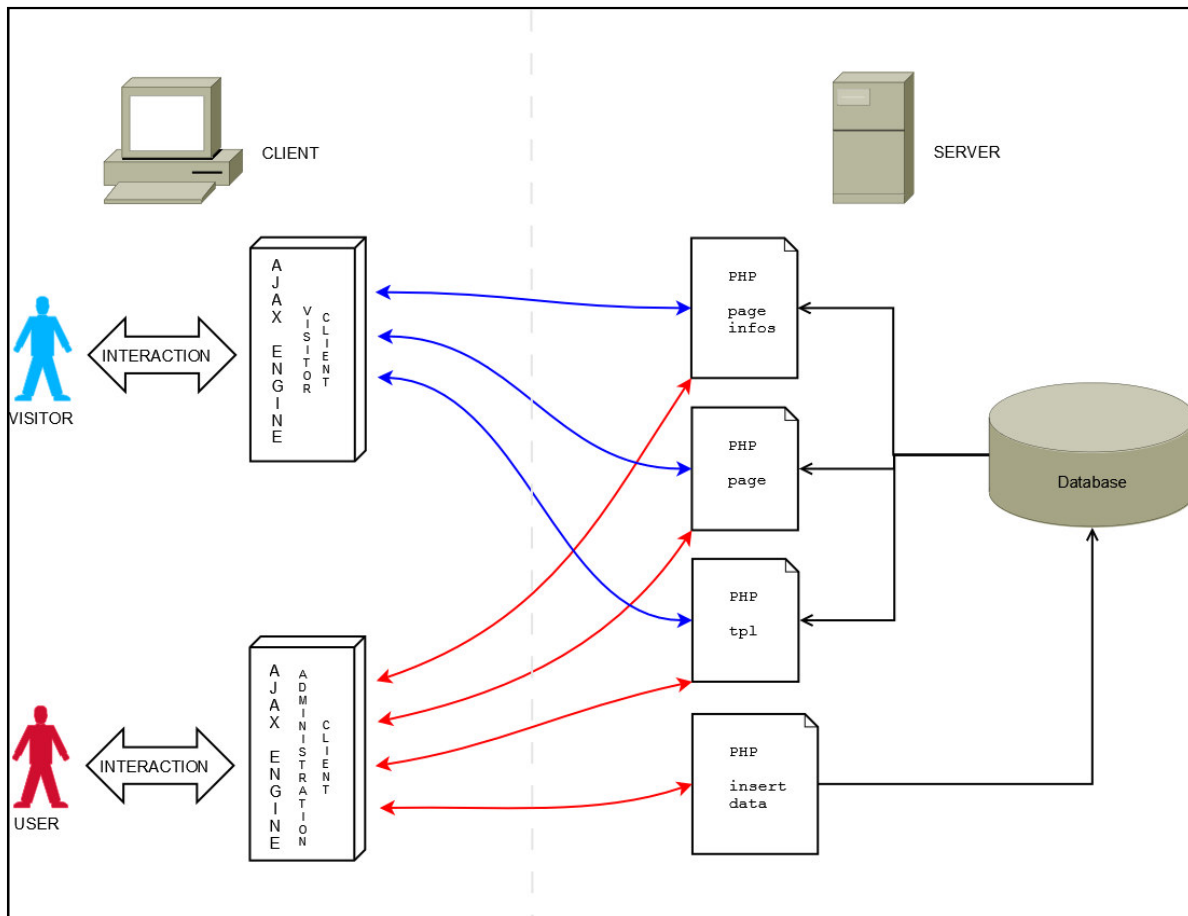 CLIENT
SERVER
AJAX ENGINE
VISITOR
CLIENT
PHP
page
infos
INTERACTION
VISITOR
PHP
page
Database
PHP
tpl
AJAX ENGINE
ADMINISTRATION
CLIENT
PHP
insert
data
INTERACTION
USER